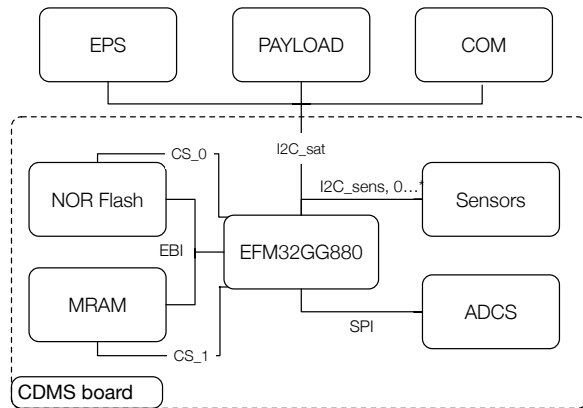 EPS
PAYLOAD
COM
I2C_sat
CS_0
I2C_sens, 0...*
NOR Flash
Sensors
EBI
EFM32GG880
MRAM
ADCS
SPI
CS_1
CDMS board